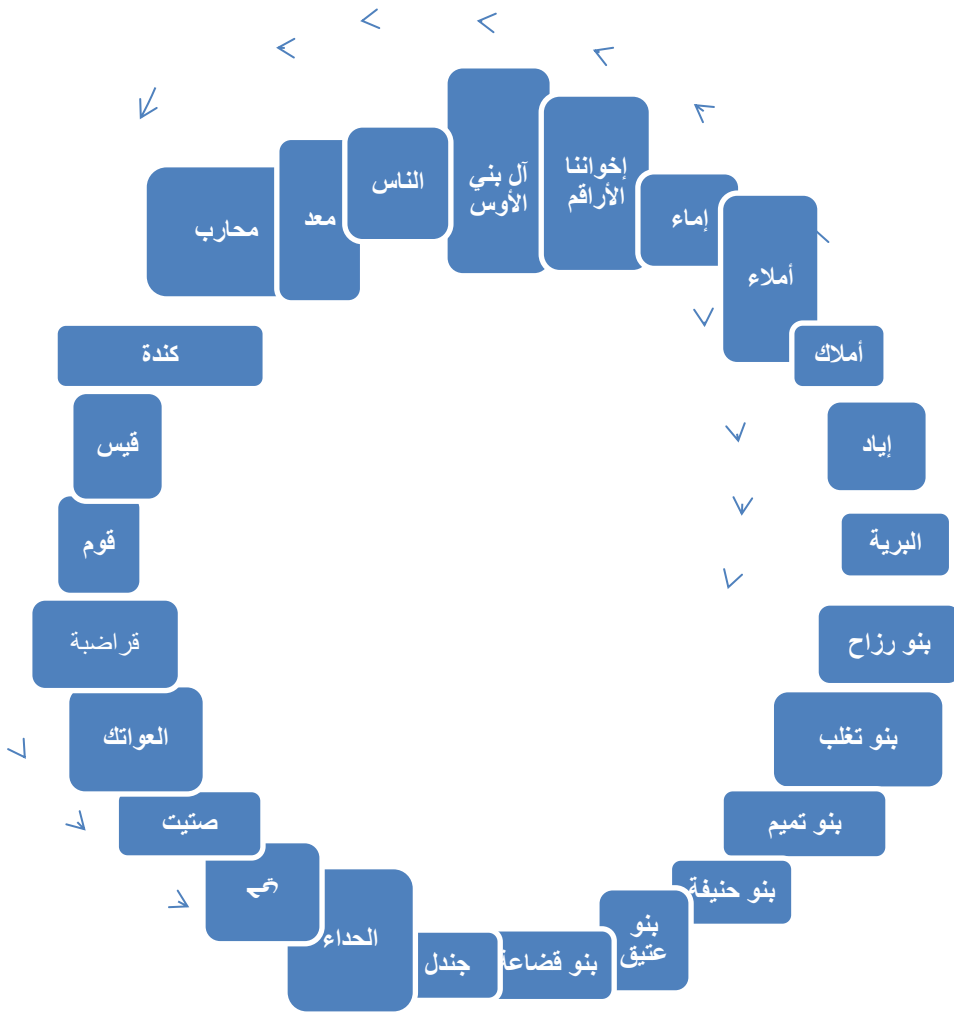 آل بني
الأوس
إخواننا
الأراقم
إماء
أملاء
أملاك
إياد
البرية
بنو رزاح
بنو تغلب
بنو تميم
بنو حنيفة
بنو
عتيق
بنو قضاعة
جندل
الحداء
صتيت
العواتك
قراضبة
قوم
قيس
كندة
محارب
معد
الناس